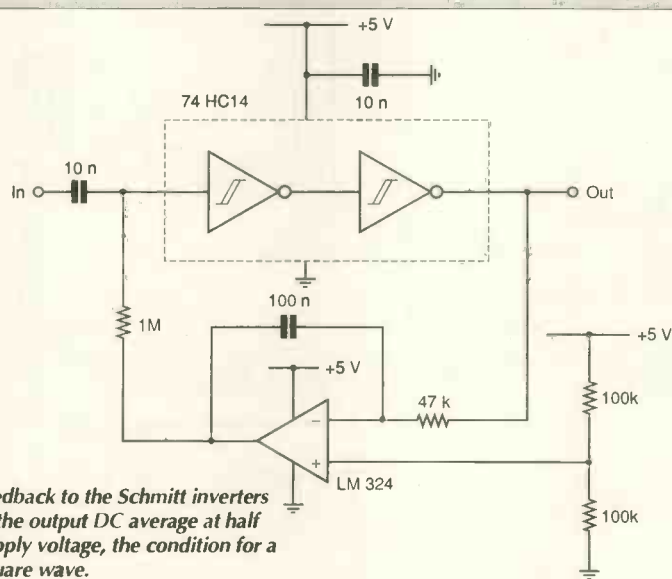 +5 V
74 HC14
10 n
10 n
In
Out
1M
100 n
+5 V
+5 V
47 k
100k
–
+
LM 324
100k
edback to the Schmitt inverters
the output DC average at half
pply voltage, the condition for a
uare wave.